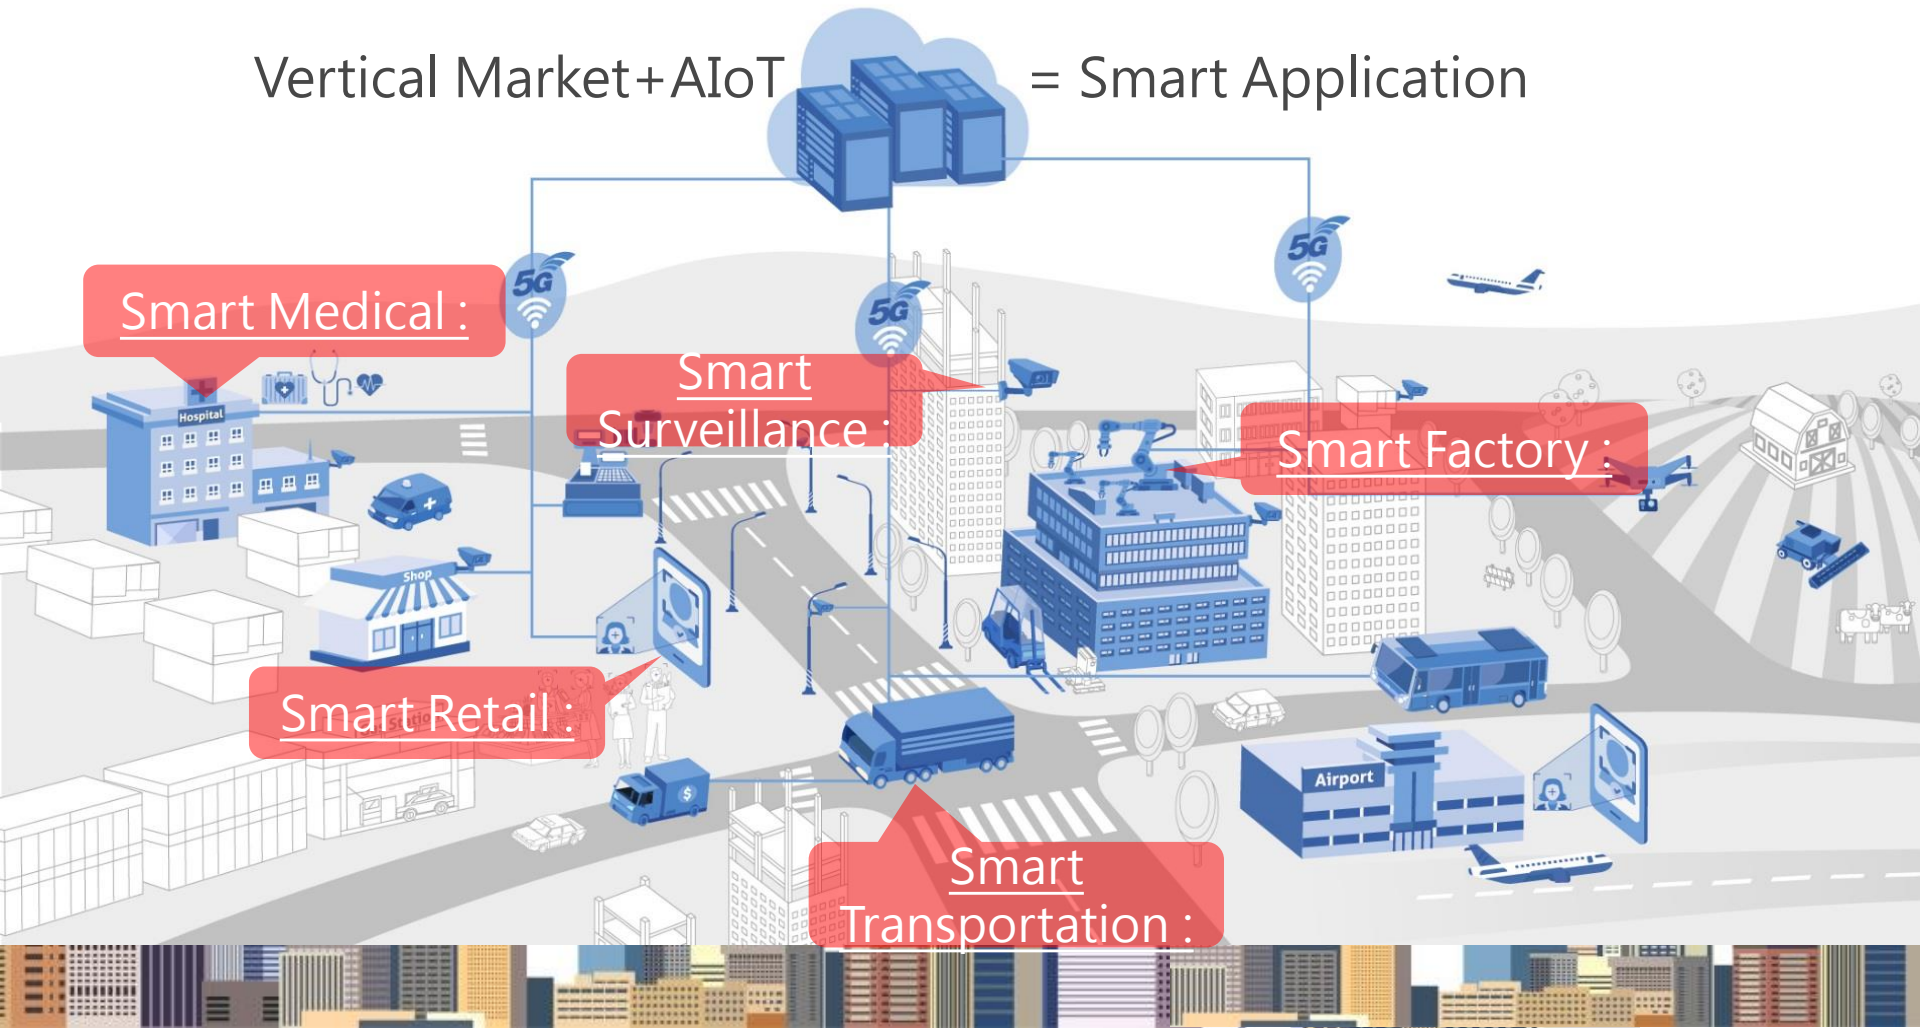 Vertical Market+AIoT = Smart Application
5G
5G
5G
Smart Medical :
Smart
Surveillance :
Hospital
Smart Factory :
Shop
Smart Retail :
Station
$
Airport
Smart
Transportation :